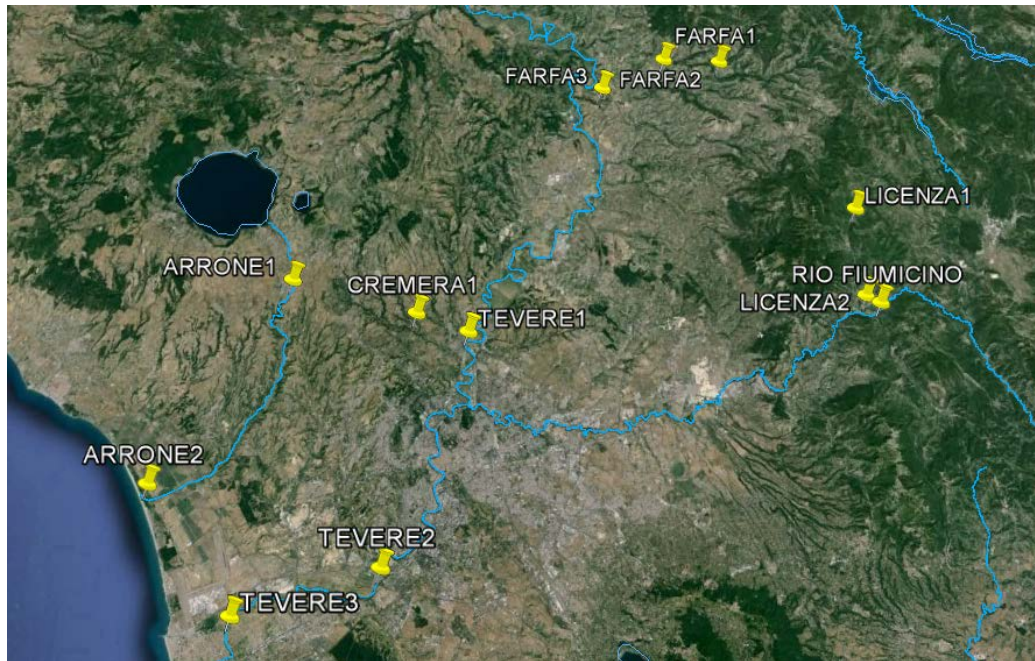 FARFA1
FARFA3
FARFA2
LICENZA1
ARRONE1
CREMERA1
RIO FIUMICINO
LICENZA2
TEVERE1
ARRONE2
TEVERE2
TEVERE3